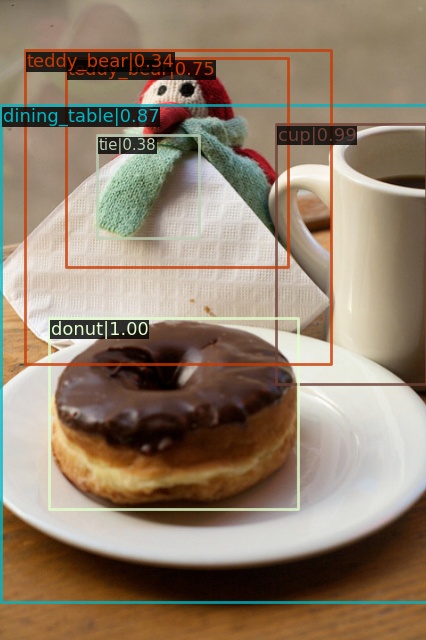 teddy_bear|0.34
teddy_bear|0.75
dining_table|0.87
cup|0.99
tie|0.38
donut|1.00